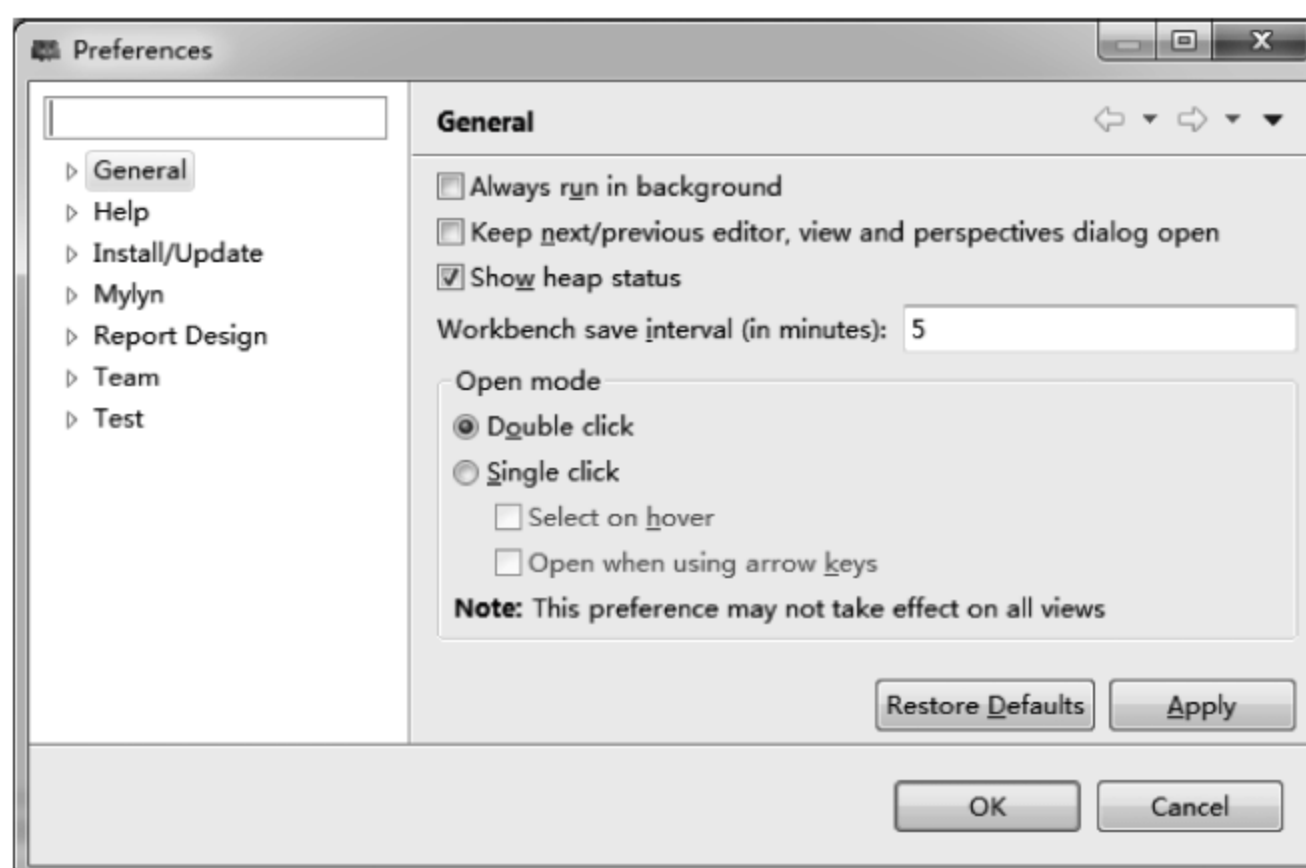 Preferences
General
Help
Install/Update
Mylyn
Report Design
Team
Test
General
Always run in background
Keep next/previous editor, view and perspectives dialog open
Show heap status
Workbench save interval (in minutes): 5
Open mode
Double click
Single click
Select on hover
Open when using arrow keys
Note: This preference may not take effect on all views
Restore Defaults Apply
OK Cancel